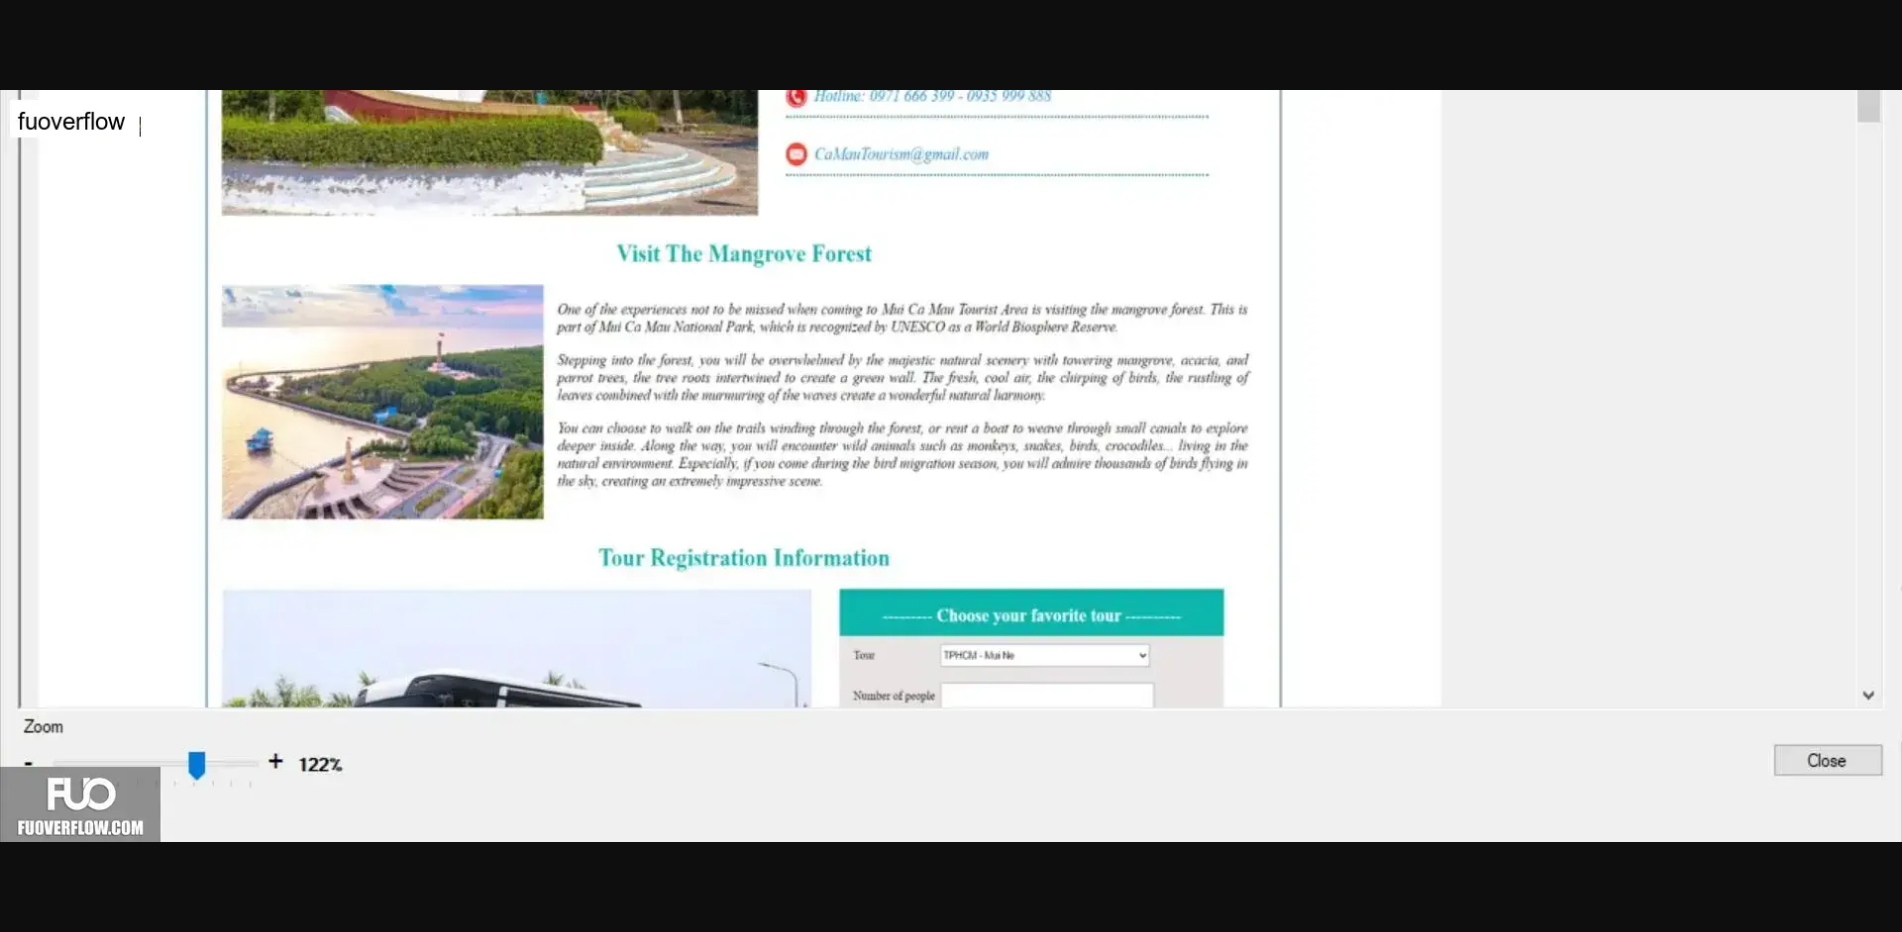 fuoverflow
Hotline: 0971 666 399 - 0935 999 888
CaMauTourism@gmail.com
Visit The Mangrove Forest
One of the experiences not to be missed when coming to Mui Ca Mau Tourist Area is visiting the mangrove forest. This is
part of Mui Ca Mau National Park, which is recognized by UNESCO as a World Biosphere Reserve.
Stepping into the forest, you will be overwhelmed by the majestic natural scenery with towering mangrove, acacia, and
parrot trees, the tree roots intertwined to create a green wall. The fresh, cool air, the chirping of birds, the rustling of
leaves combined with the murmuring of the waves create a wonderful natural harmony.
You can choose to walk on the trails winding through the forest, or rent a boat to weave through small canals to explore
deeper inside. Along the way, you will encounter wild animals such as monkeys, snakes, birds, crocodiles... living in the
natural environment. Especially, if you come during the bird migration season, you will admire thousands of birds flying in
the sky, creating an extremely impressive scene.
Tour Registration Information
---------- Choose your favorite tour -----------
Tour
TPHCM - Mui Ne
Number of people
Zoom
- + 122%
Close
FUO
FUOVERFLOW.COM